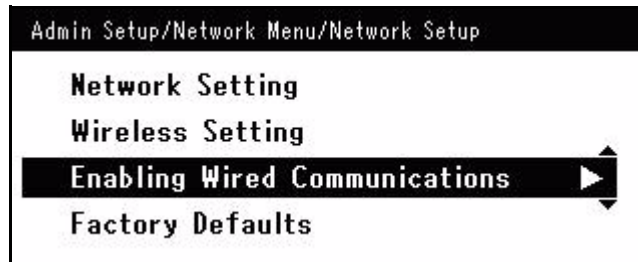 Admin Setup/Network Menu/Network Setup
Network Setting
Wireless Setting
Enabling Wired Communications
Factory Defaults